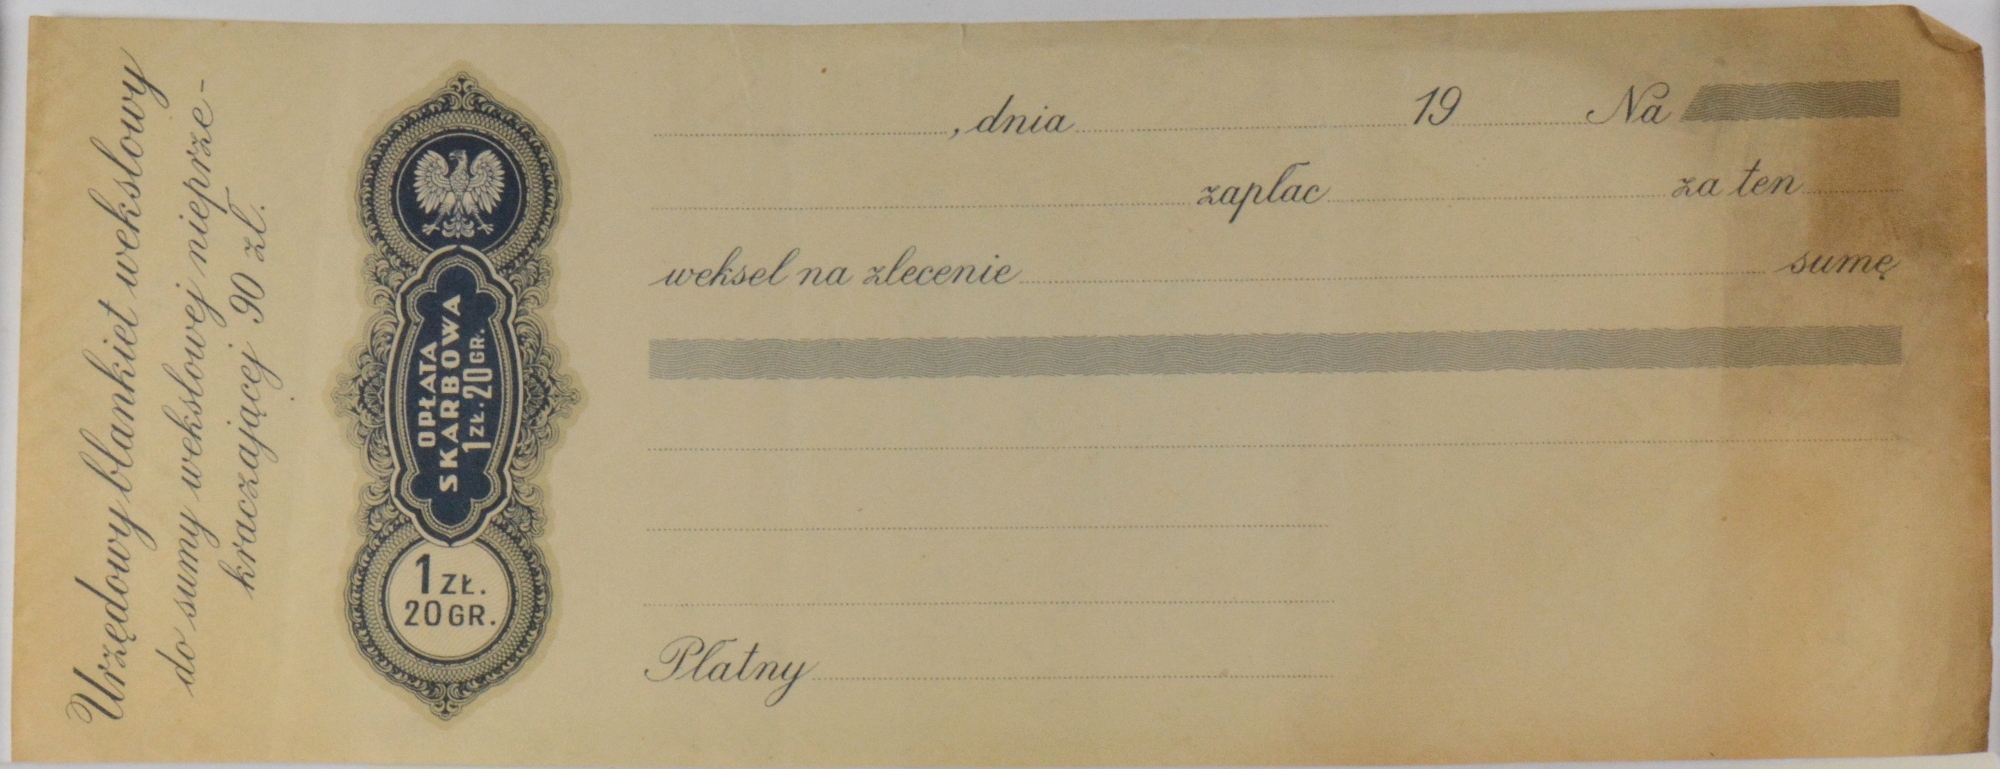 Urzędowy blankiet wekslowy
do sumy wekslowej nieprze-
kraczającej 90 zł.
OPŁATA
SKARBOWA
1 ZŁ. 20 GR.
1 ZŁ.
20 GR.
, dnia 19 Na
zapłac za ten
weksel na zlecenie sumę
Płatny